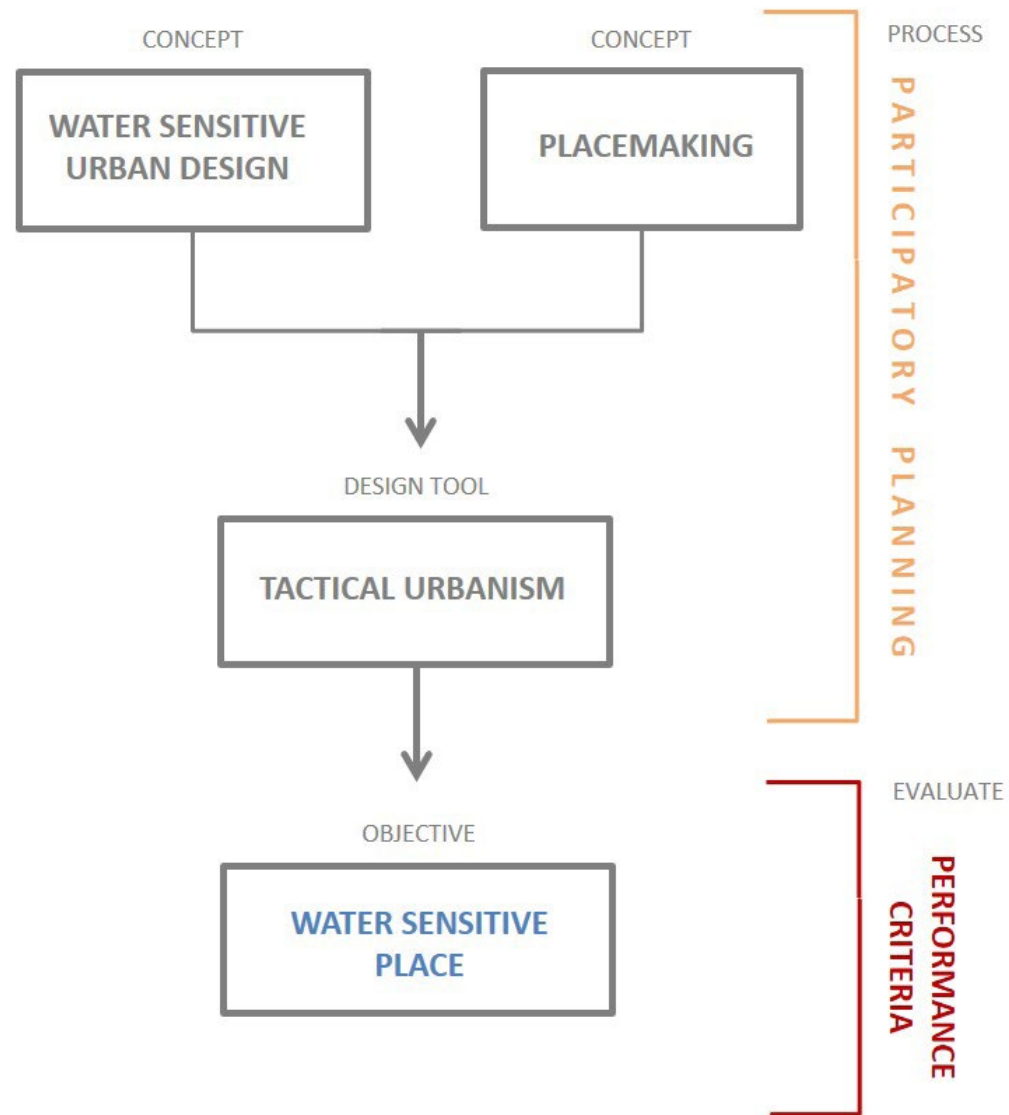 CONCEPT
WATER SENSITIVE
URBAN DESIGN
CONCEPT
PLACEMAKING
PROCESS
PARTICIPATORY PLANNING
DESIGN TOOL
TACTICAL URBANISM
OBJECTIVE
WATER SENSITIVE
PLACE
EVALUATE
PERFORMANCE
CRITERIA